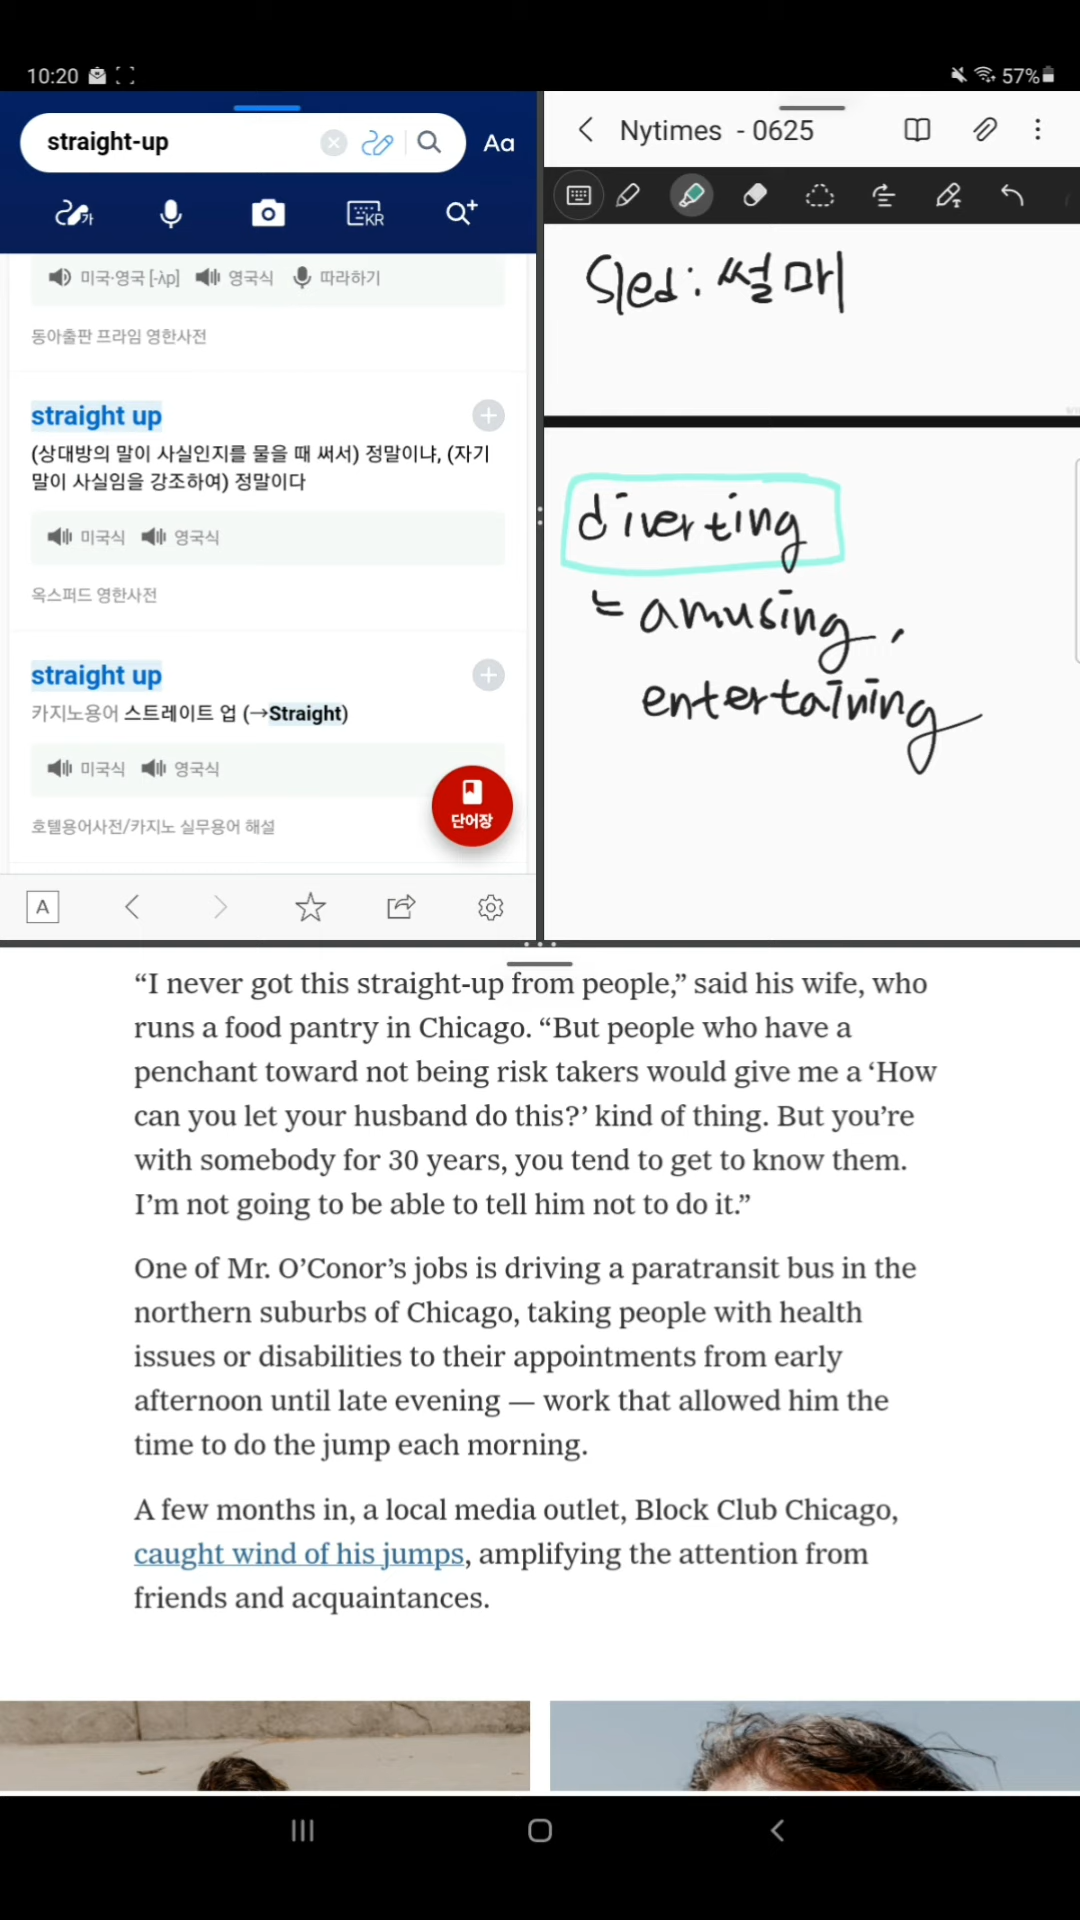 10:20
57%
straight-up
Aa
가
KR
미국·영국 [-ʌ̀p] 영국식 따라하기
동아출판 프라임 영한사전
straight up
(상대방의 말이 사실인지를 물을 때 써서) 정말이냐, (자기
말이 사실임을 강조하여) 정말이다
미국식 영국식
옥스퍼드 영한사전
straight up
카지노용어 스트레이트 업 (→Straight)
미국식 영국식
단어장
호텔용어사전/카지노 실무용어 해설
A
Nytimes - 0625
Sled : 썰매
diverting
= amusing,
entertaining
“I never got this straight-up from people,” said his wife, who
runs a food pantry in Chicago. “But people who have a
penchant toward not being risk takers would give me a ‘How
can you let your husband do this?’ kind of thing. But you’re
with somebody for 30 years, you tend to get to know them.
I’m not going to be able to tell him not to do it.”
One of Mr. O’Conor’s jobs is driving a paratransit bus in the
northern suburbs of Chicago, taking people with health
issues or disabilities to their appointments from early
afternoon until late evening — work that allowed him the
time to do the jump each morning.
A few months in, a local media outlet, Block Club Chicago,
caught wind of his jumps, amplifying the attention from
friends and acquaintances.